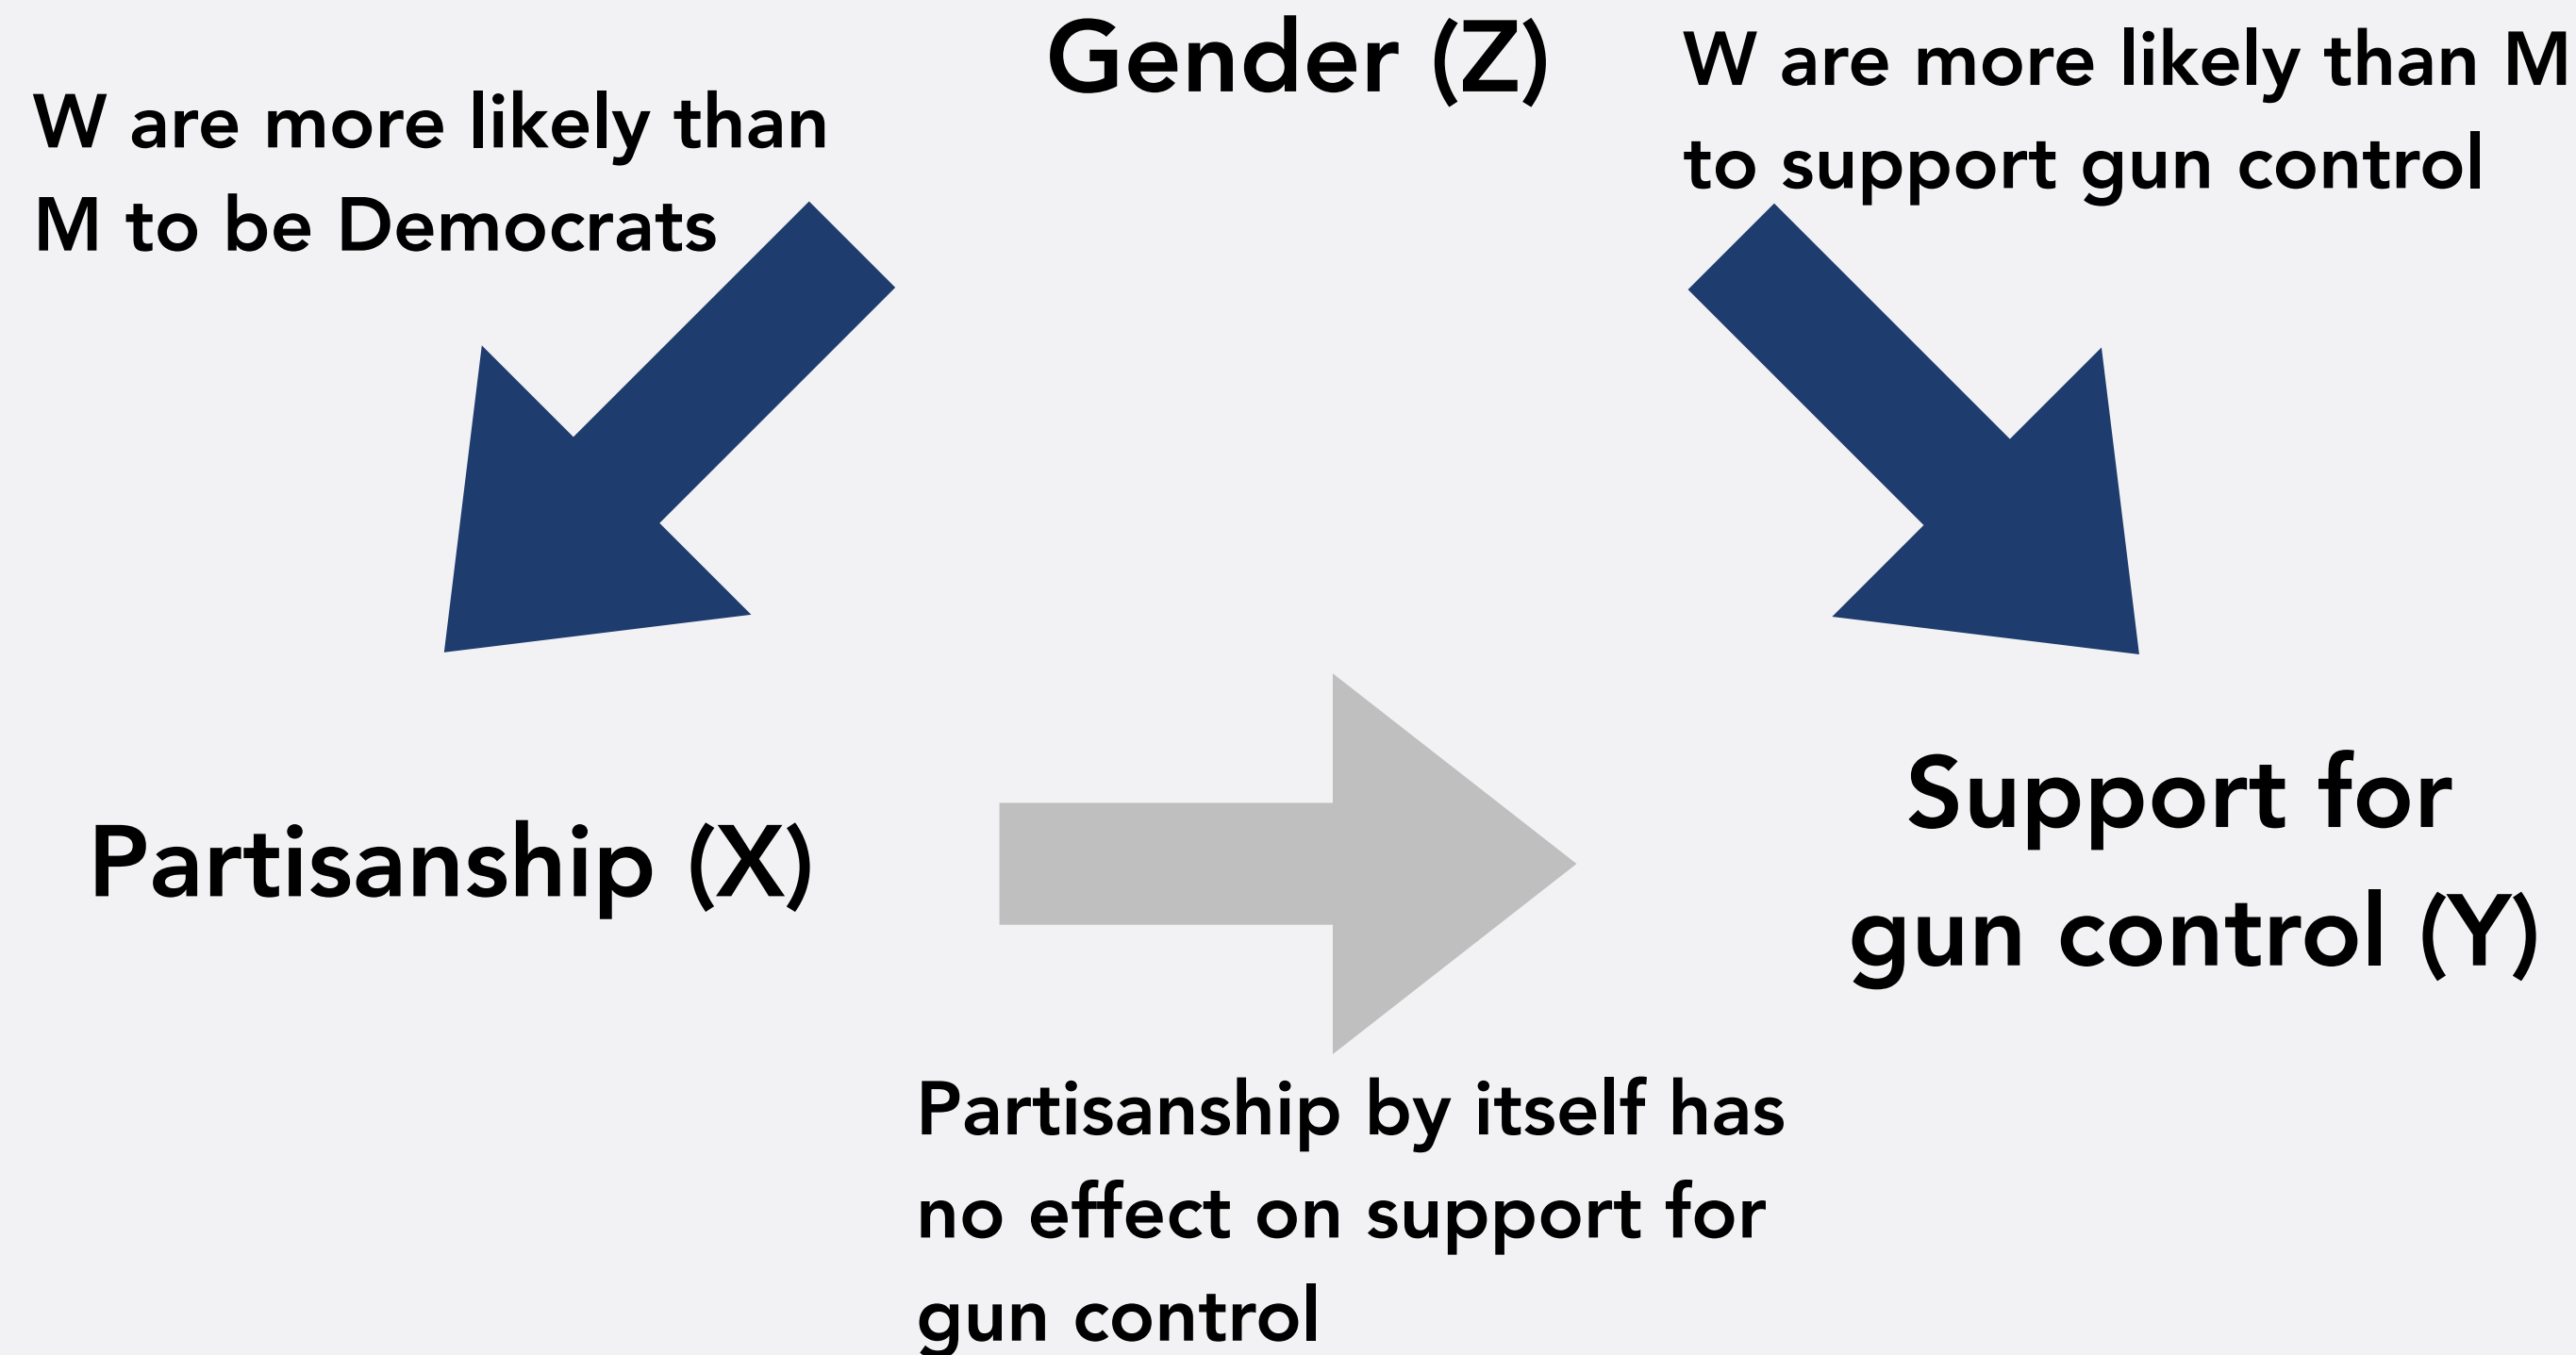 Gender (Z)
W are more likely than
M to be Democrats
W are more likely than M
to support gun control
Partisanship (X)
Support for
gun control (Y)
Partisanship by itself has
no effect on support for
gun control